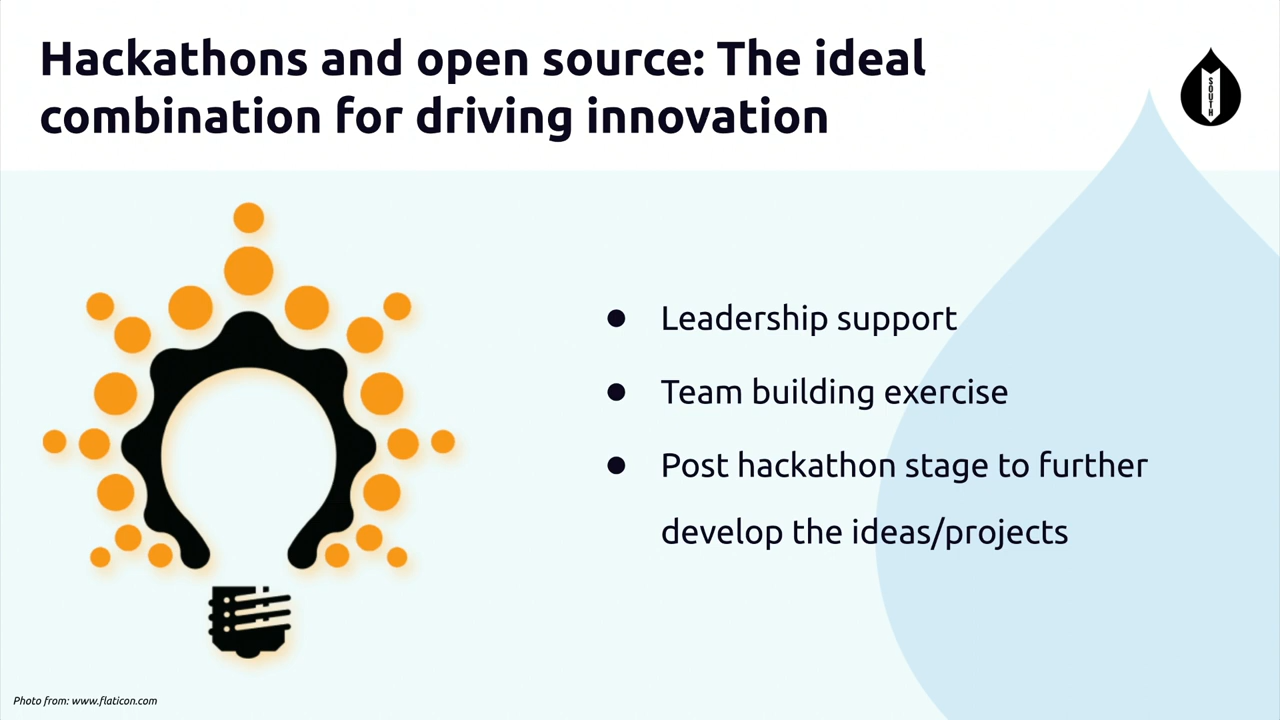 Hackathons and open source: The ideal
combination for driving innovation
SOUTH
● Leadership support
● Team building exercise
● Post hackathon stage to further
develop the ideas/projects
Photo from: www.flaticon.com